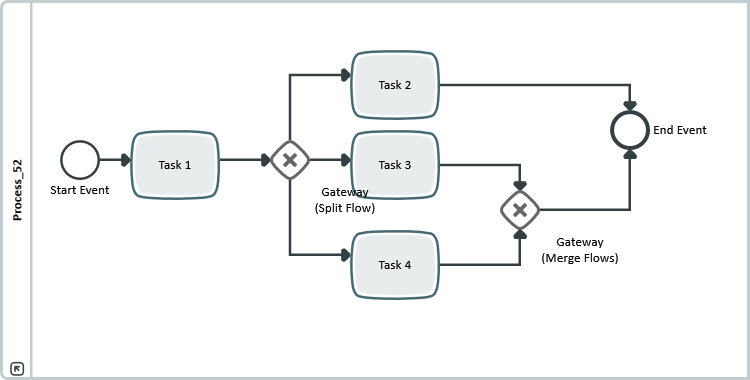 Process_52
Start Event
Task 1
Gateway
(Split Flow)
Task 2
Task 3
Task 4
Gateway
(Merge Flows)
End Event